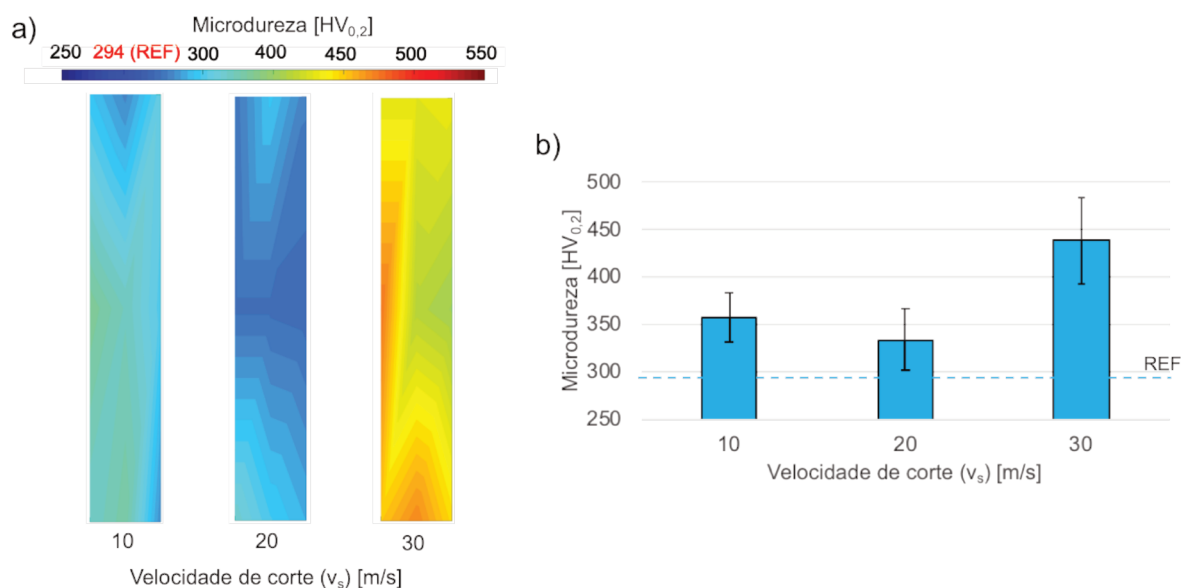 a)
Microdureza [HV0,2]
250 294 (REF) 300 400 450 500 550
10 20 30
Velocidade de corte (vs) [m/s]
b)
Microdureza [HV0,2]
500
450
400
350
300
250
REF
10 20 30
Velocidade de corte (vs) [m/s]